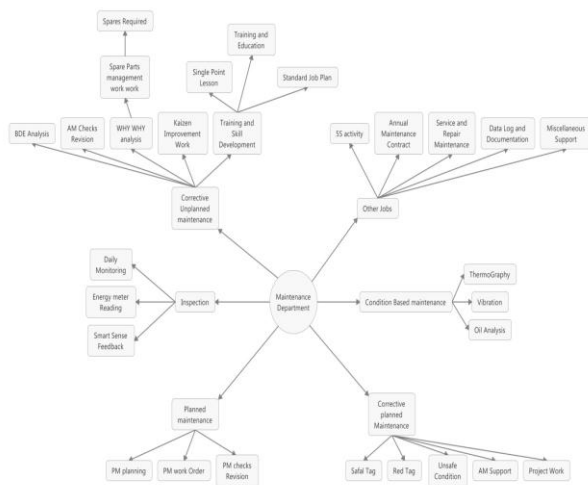 Spares Required
Training and
Education
Spare Parts
management
work work
Single Point
Lesson
Standard Job Plan
BDE Analysis
AM Checks
Revision
WHY WHY
analysis
Kaizen
Improvement
Work
Training and
Skill
Development
5S activity
Annual
Maintenance
Contract
Service and
Repair
Maintenance
Data Log and
Documentation
Miscellaneous
Support
Corrective
Unplanned
maintenance
Other Jobs
Daily
Monitoring
Energy meter
Reading
Smart Sense
Feedback
Inspection
Maintenance
Department
Condition Based maintenance
ThermoGraphy
Vibration
Oil Analysis
Planned
maintenance
Corrective
planned
Maintenance
PM planning
PM work Order
PM checks
Revision
Safal Tag
Red Tag
Unsafe
Condition
AM Support
Project Work